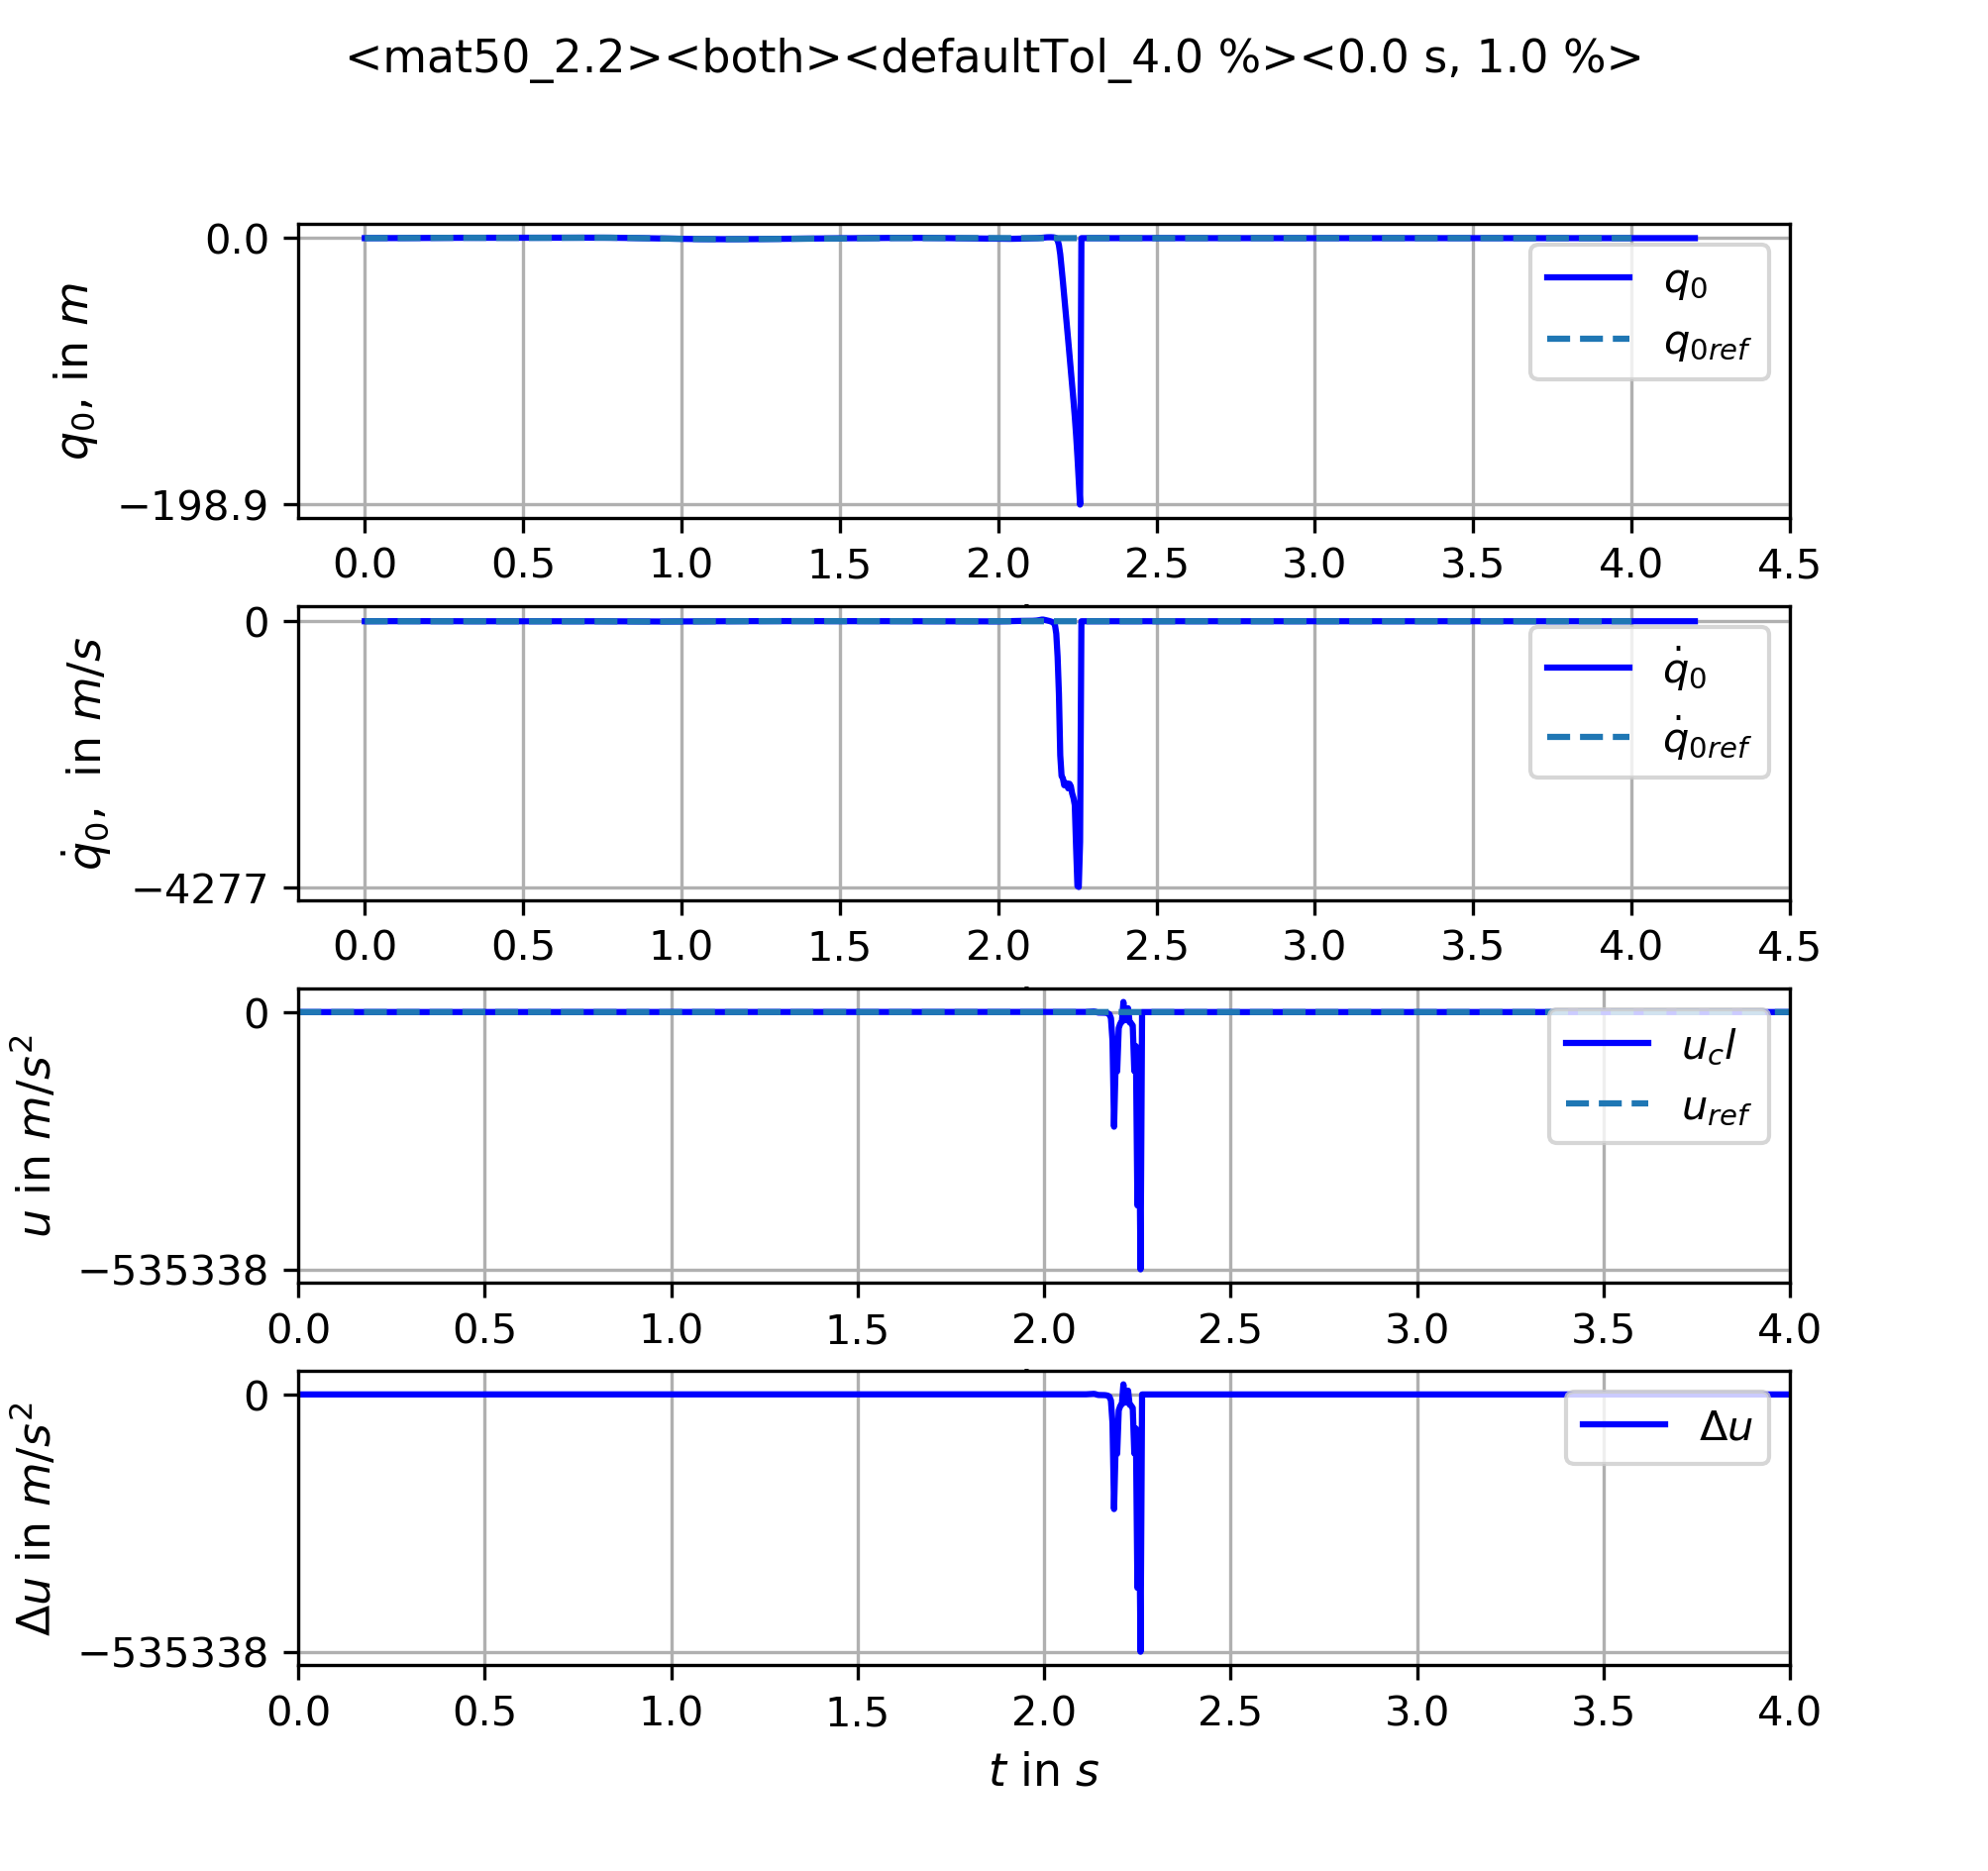 <mat50_2.2><both><defaultTol_4.0 %><0.0 s, 1.0 %>
q₀, in m
0.0
−198.9
q₀
q₀ref
0.0 0.5 1.0 1.5 2.0 2.5 3.0 3.5 4.0 4.5
q̇₀, in m/s
0
−4277
q̇₀
q̇₀ref
0.0 0.5 1.0 1.5 2.0 2.5 3.0 3.5 4.0 4.5
u in m/s²
0
−535338
u_cl
u_ref
0.0 0.5 1.0 1.5 2.0 2.5 3.0 3.5 4.0
Δu in m/s²
0
−535338
Δu
0.0 0.5 1.0 1.5 2.0 2.5 3.0 3.5 4.0
t in s